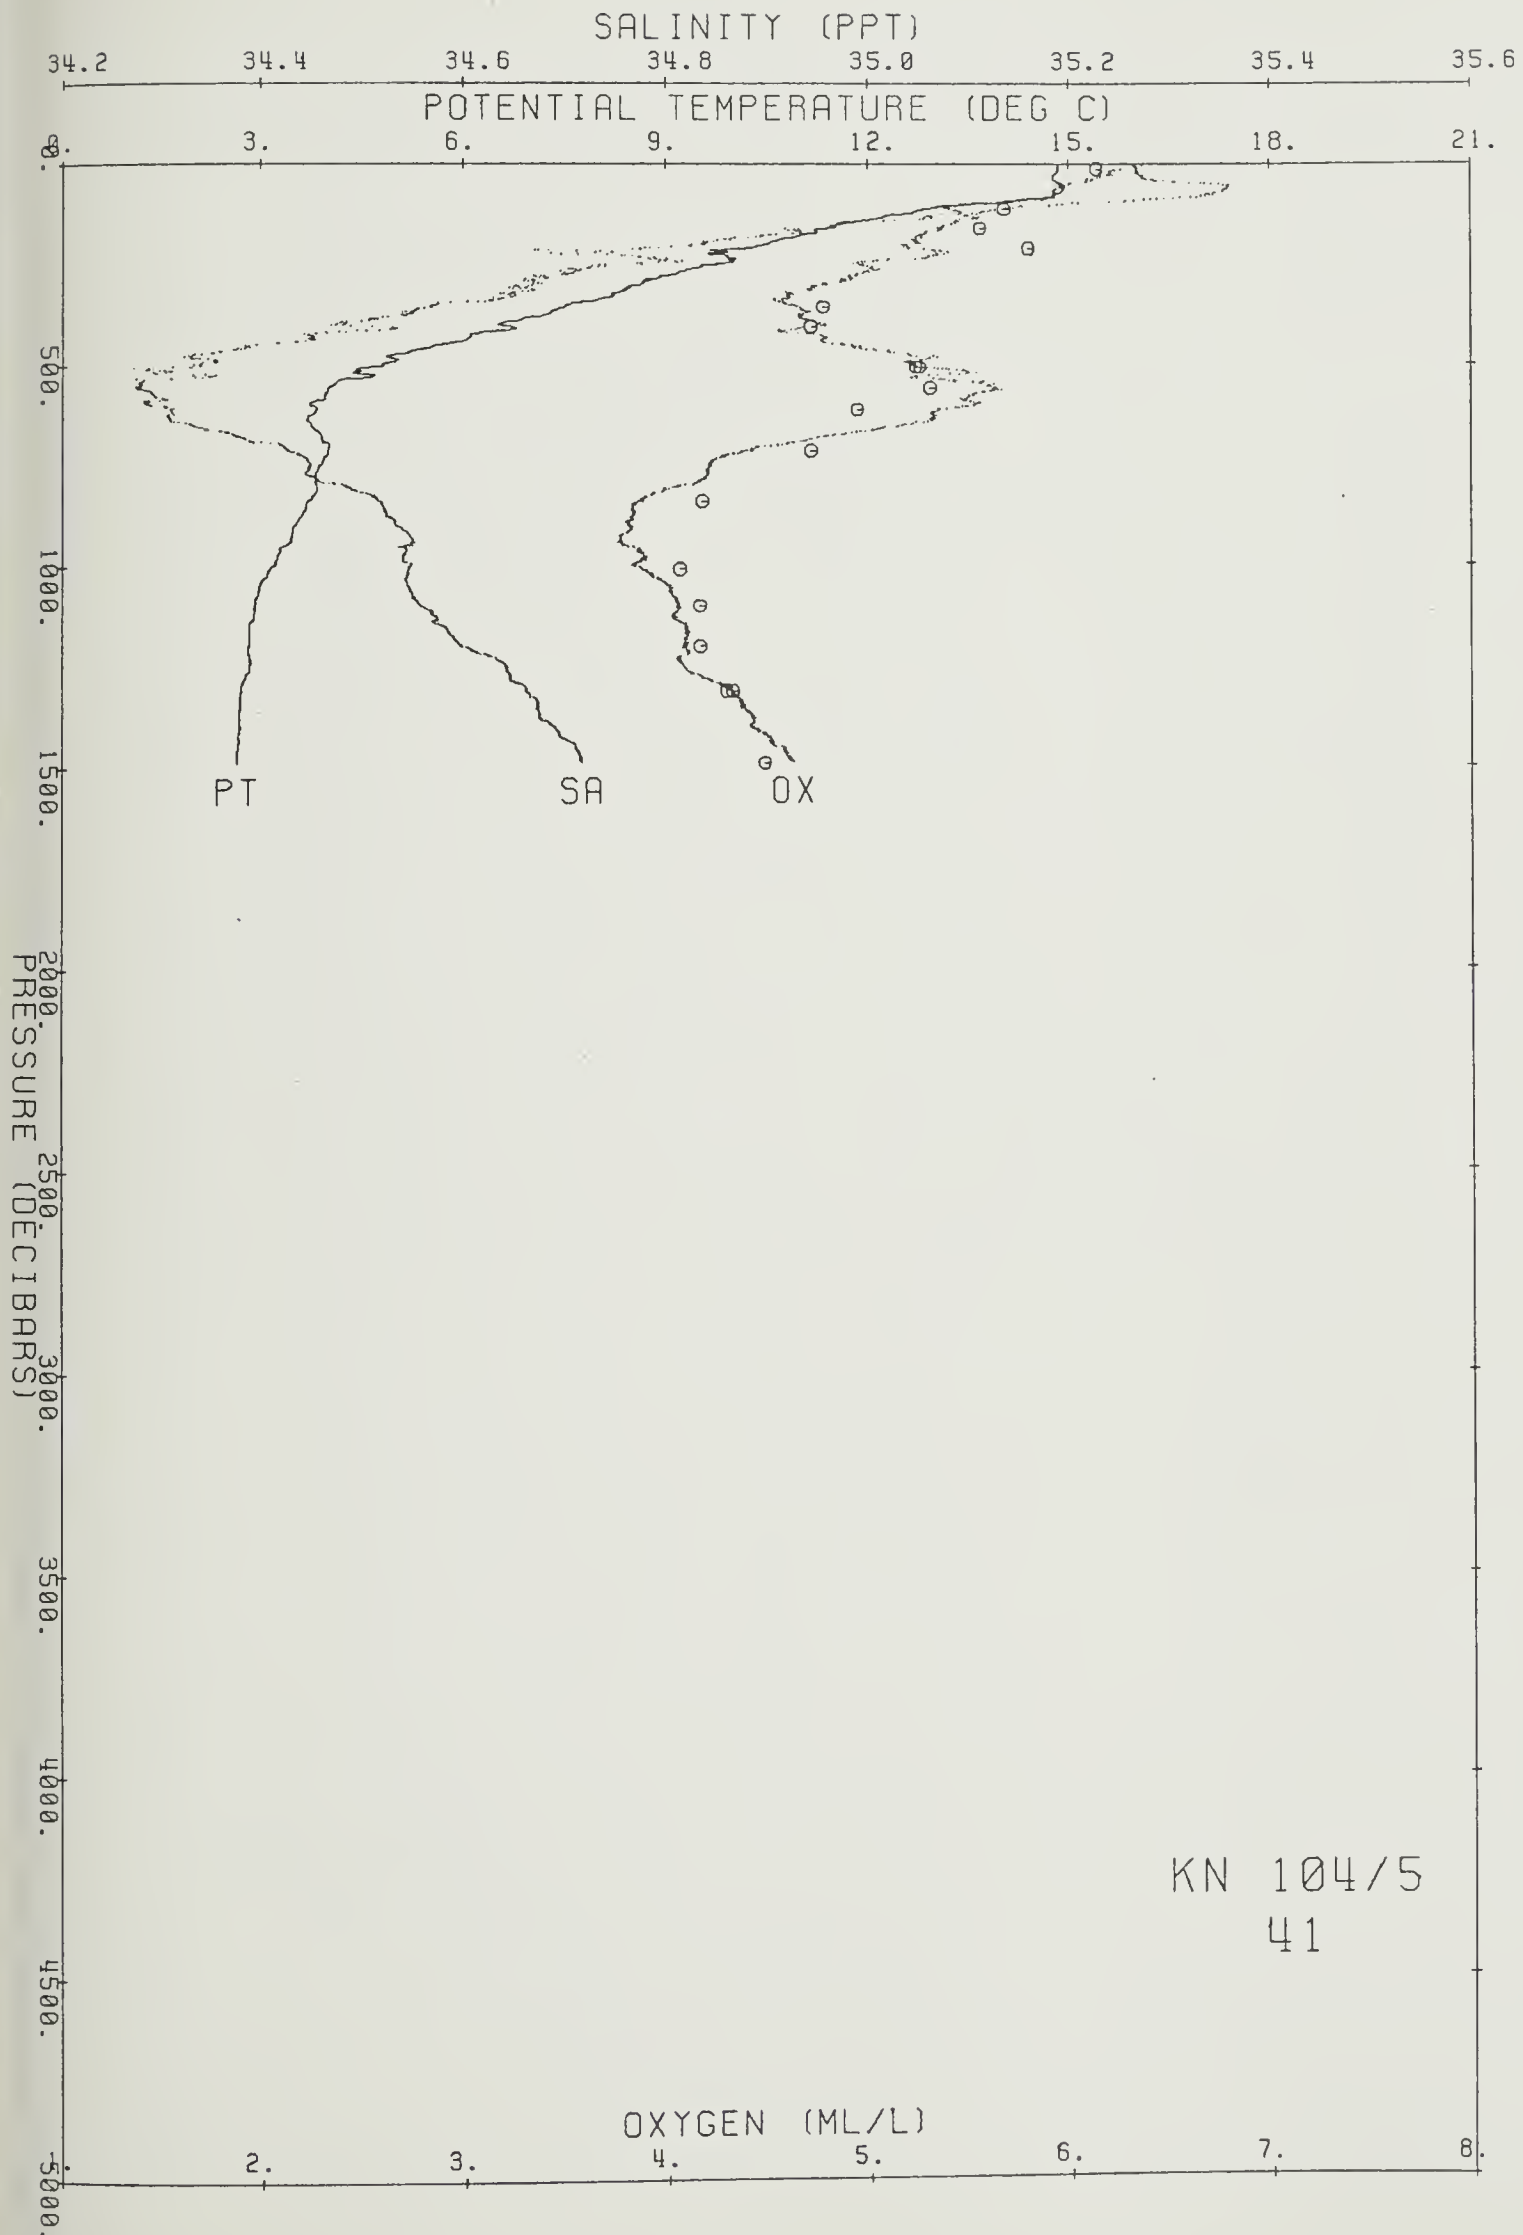 SALINITY (PPT)
34.2 34.4 34.6 34.8 35.0 35.2 35.4 35.6
POTENTIAL TEMPERATURE (DEG C)
0. 3. 6. 9. 12. 15. 18. 21.
PRESSURE (DECIBARS)
0.
500.
1000.
1500.
2000.
2500.
3000.
3500.
4000.
4500.
5000.
PT SA OX
KN 104/5
41
OXYGEN (ML/L)
2. 3. 4. 5. 6. 7. 8.